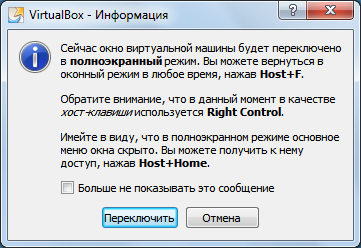 VirtualBox - Информация
Сейчас окно виртуальной машины будет переключено
в полноэкранный режим. Вы можете вернуться в
оконный режим в любое время, нажав Host+F.
Обратите внимание, что в данный момент в качестве
хост-клавиши используется Right Control.
Имейте в виду, что в полноэкранном режиме основное
меню окна скрыто. Вы можете получить к нему
доступ, нажав Host+Home.
Больше не показывать это сообщение
Переключить
Отмена